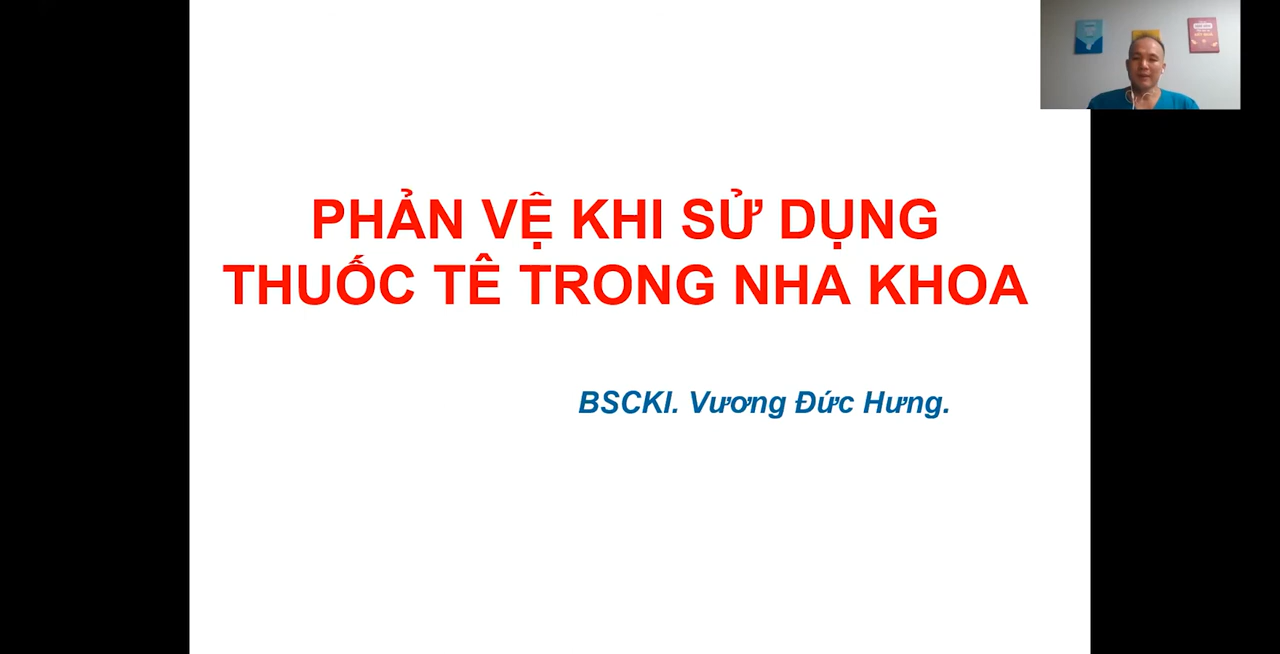 PHẢN VỆ KHI SỬ DỤNG
THUỐC TÊ TRONG NHA KHOA
BSCKI. Vương Đức Hưng.